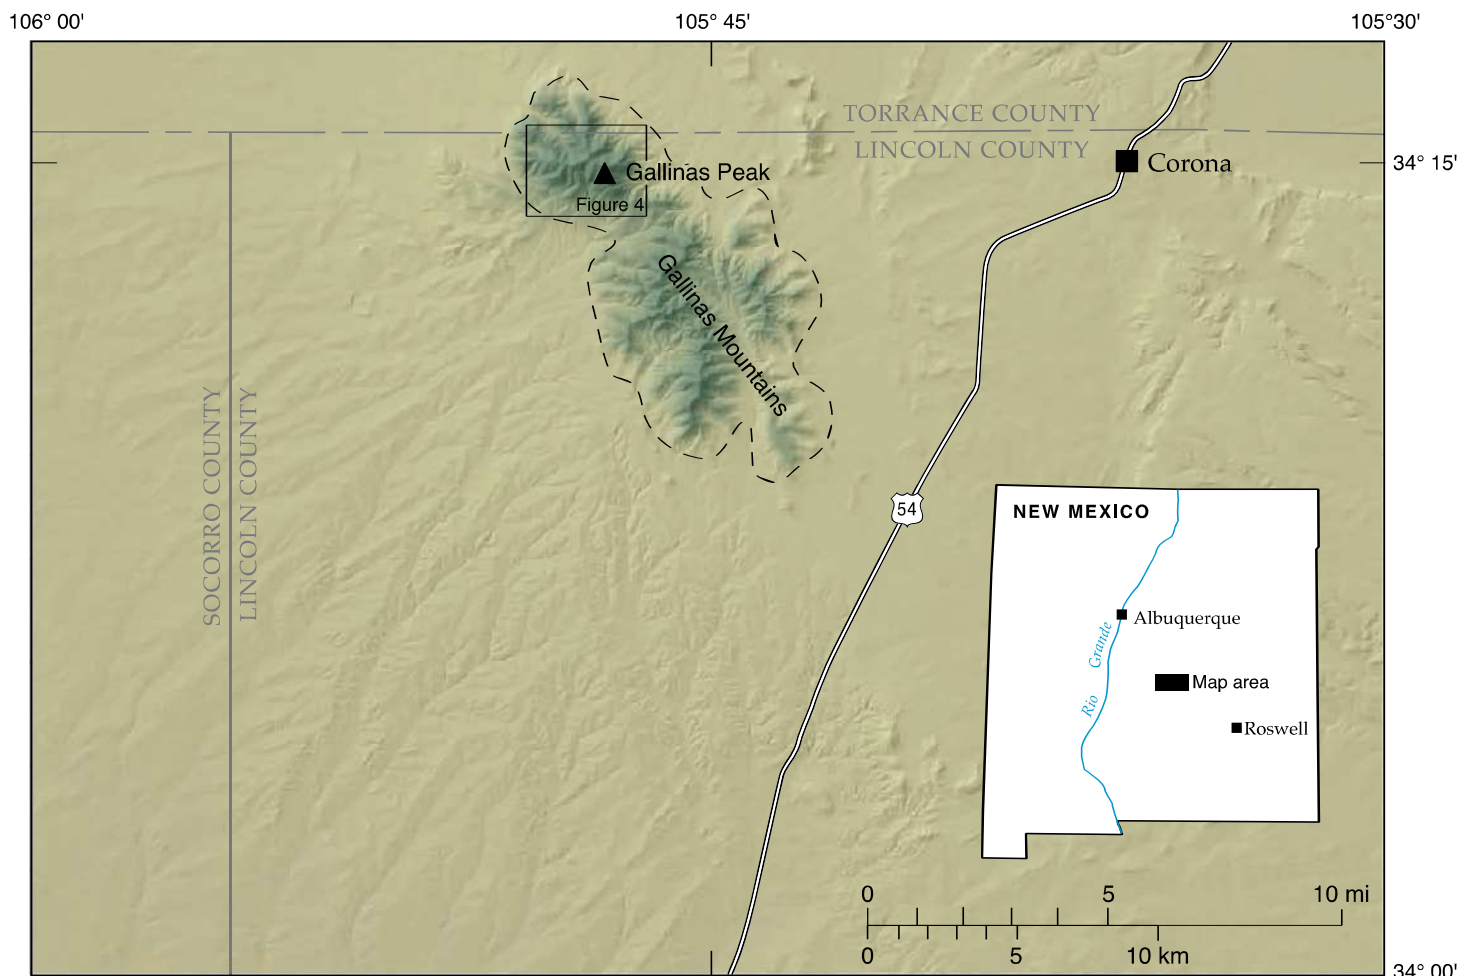 106° 00'
105° 45'
105°30'
TORRANCE COUNTY
LINCOLN COUNTY
34° 15'
Corona
Gallinas Peak
Figure 4
Gallinas Mountains
SOCORRO COUNTY
LINCOLN COUNTY
54
NEW MEXICO
Albuquerque
Rio Grande
Map area
Roswell
0 5 10 mi
0 5 10 km
34° 00'